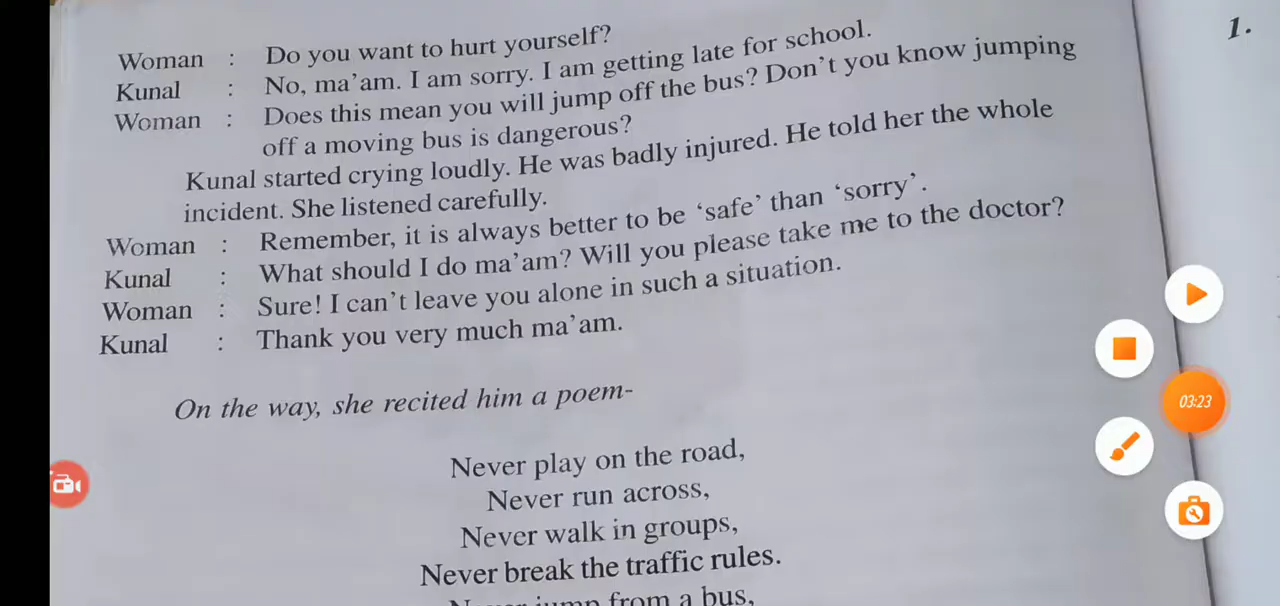 1.
Woman : Do you want to hurt yourself?
Kunal : No, ma'am. I am sorry. I am getting late for school.
Woman : Does this mean you will jump off the bus? Don't you know jumping
off a moving bus is dangerous?
Kunal started crying loudly. He was badly injured. He told her the whole
incident. She listened carefully.
Woman : Remember, it is always better to be 'safe' than 'sorry'.
Kunal : What should I do ma'am? Will you please take me to the doctor?
Woman : Sure! I can't leave you alone in such a situation.
Kunal : Thank you very much ma'am.
On the way, she recited him a poem-
Never play on the road,
Never run across,
Never walk in groups,
Never break the traffic rules.
Never jump from a bus,
03:23